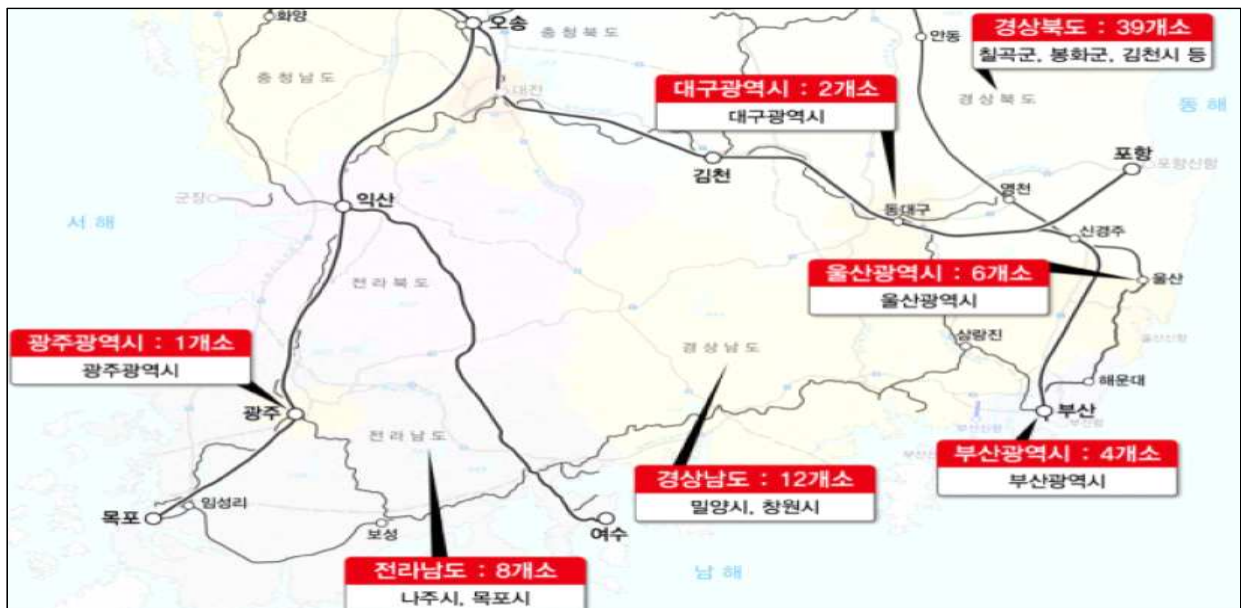 화양
오송
충청북도
안동
경상북도 : 39개소
칠곡군, 봉화군, 김천시 등
충청남도
대전
대구광역시 : 2개소
대구광역시
경상북도
동해
김천
포항
포항신항
군장
익산
영천
동대구
서해
신경주
전라북도
울산광역시 : 6개소
울산광역시
울산
광주광역시 : 1개소
광주광역시
경상남도
삼랑진
울산신항
해운대
광주
전라남도
부산
부산신항
부산광역시 : 4개소
부산광역시
경상남도 : 12개소
밀양시, 창원시
임성리
목포
보성
여수
전라남도 : 8개소
나주시, 목포시
남해